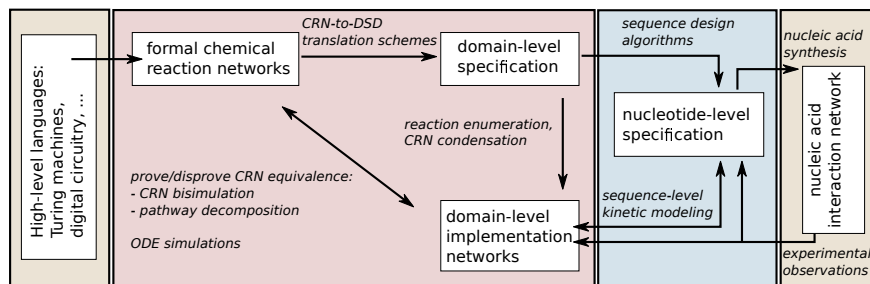 High-level languages:
Turing machines,
digital circuitry, ...
formal chemical
reaction networks
CRN-to-DSD
translation schemes
domain-level
specification
reaction enumeration,
CRN condensation
prove/disprove CRN equivalence:
- CRN bisimulation
- pathway decomposition
ODE simulations
domain-level
implementation
networks
sequence design
algorithms
nucleotide-level
specification
sequence-level
kinetic modeling
nucleic acid
synthesis
nucleic acid
interaction network
experimental
observations